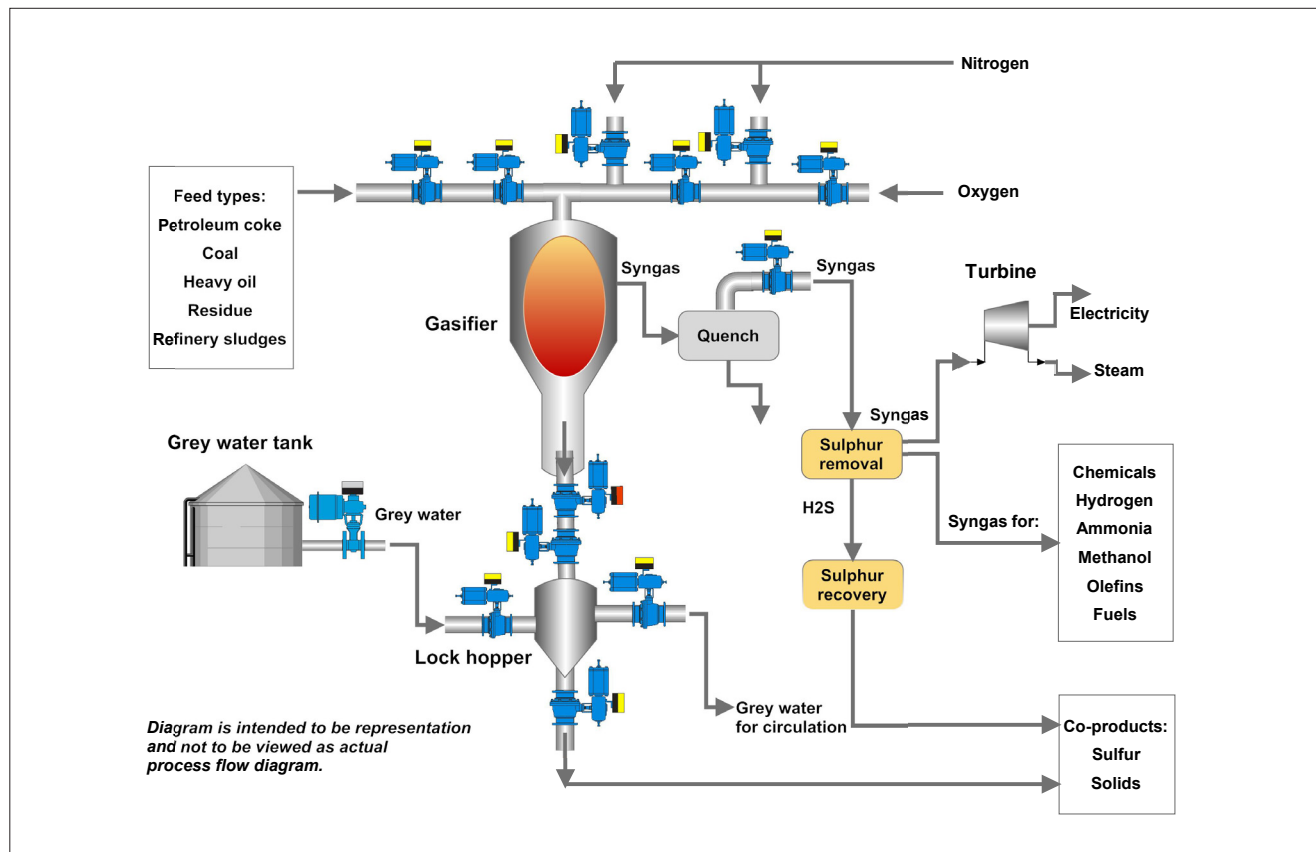 Nitrogen
Oxygen
Feed types:
Petroleum coke
Coal
Heavy oil
Residue
Refinery sludges
Gasifier
Syngas
Quench
Syngas
Turbine
Electricity
Steam
Syngas
Sulphur
removal
H2S
Sulphur
recovery
Syngas for:
Chemicals
Hydrogen
Ammonia
Methanol
Olefins
Fuels
Grey water tank
Grey water
Lock hopper
Grey water
for circulation
Co-products:
Sulfur
Solids
Diagram is intended to be representation
and not to be viewed as actual
process flow diagram.